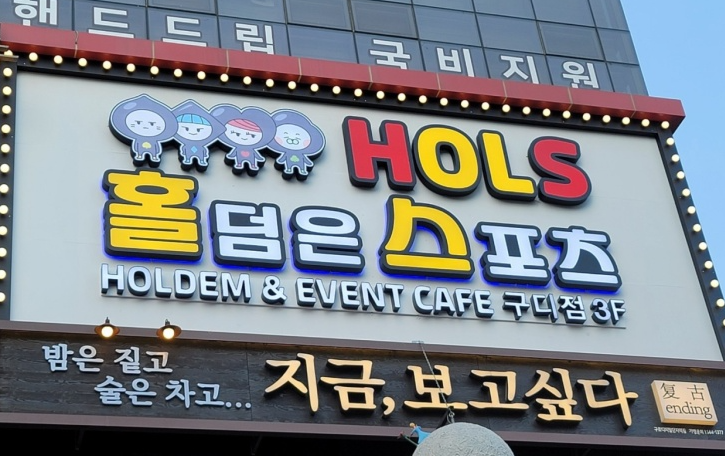 핸드드립 국비지원
HOLS
홀덤은 스포츠
HOLDEM & EVENT CAFE 구디점 3F
밤은 짙고
술은 차고...
지금, 보고싶다
复古
ending